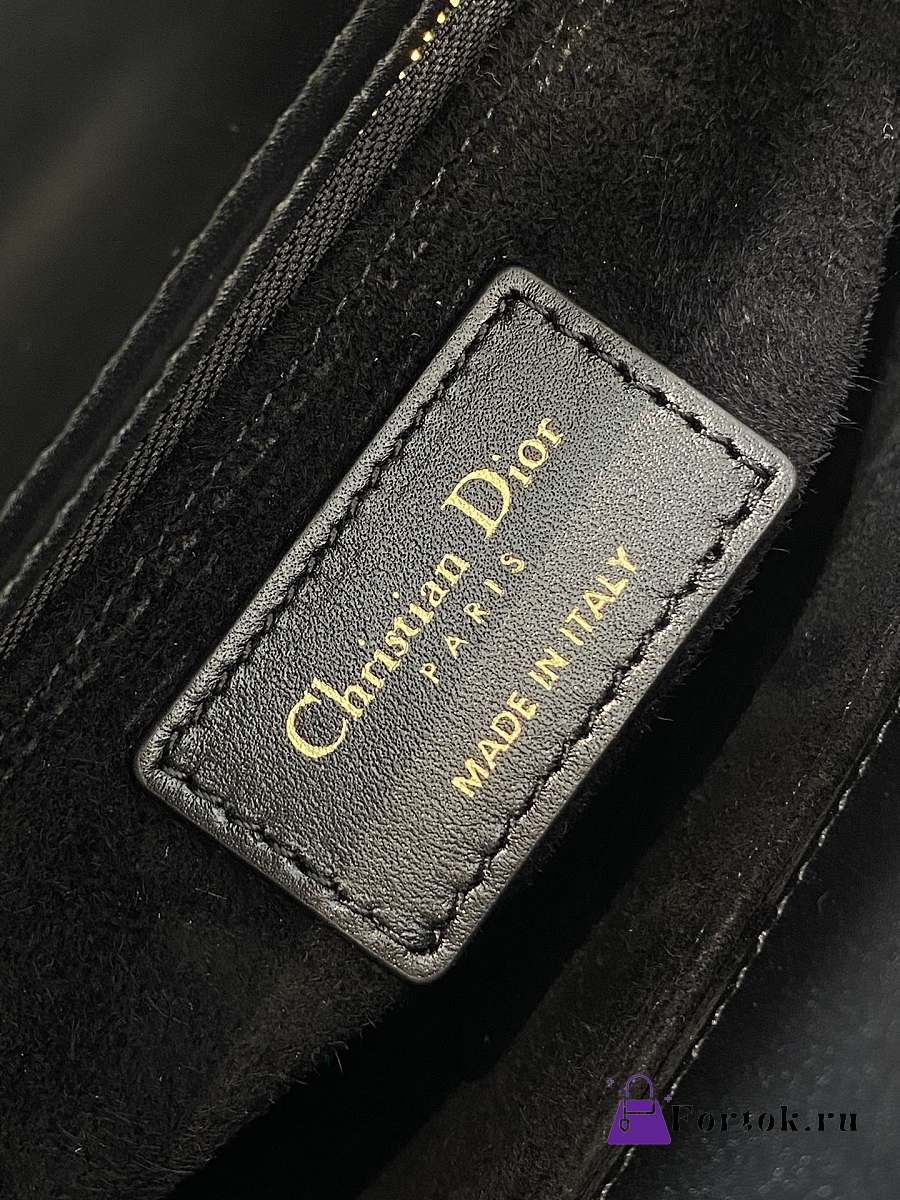 Christian Dior
PARIS
MADE IN ITALY
Fortok.ru